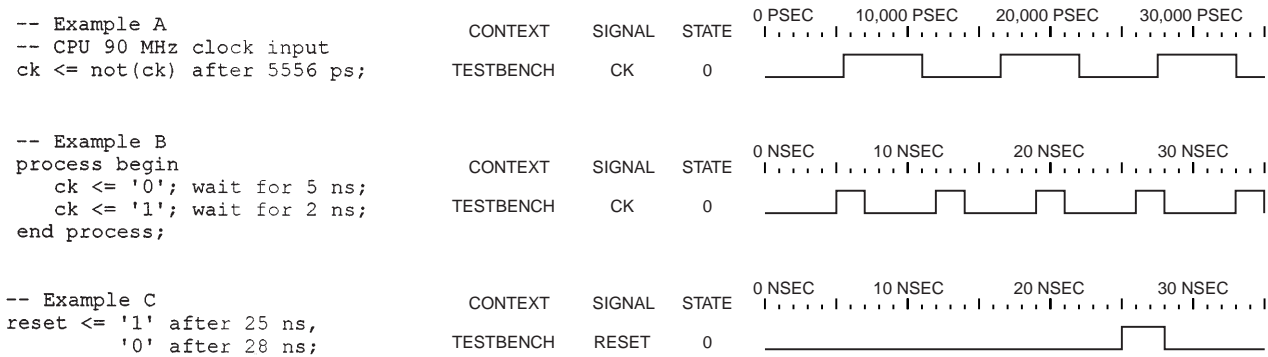 -- Example A
-- CPU 90 MHz clock input
ck <= not(ck) after 5556 ps;
CONTEXT SIGNAL STATE 0 PSEC 10,000 PSEC 20,000 PSEC 30,000 PSEC
TESTBENCH CK 0
-- Example B
process begin
ck <= '0'; wait for 5 ns;
ck <= '1'; wait for 2 ns;
end process;
CONTEXT SIGNAL STATE 0 NSEC 10 NSEC 20 NSEC 30 NSEC
TESTBENCH CK 0
-- Example C
reset <= '1' after 25 ns,
'0' after 28 ns;
CONTEXT SIGNAL STATE 0 NSEC 10 NSEC 20 NSEC 30 NSEC
TESTBENCH RESET 0